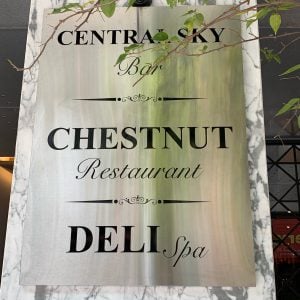 CENTRAL SKY
Bar
CHESTNUT
Restaurant
DELI Spa